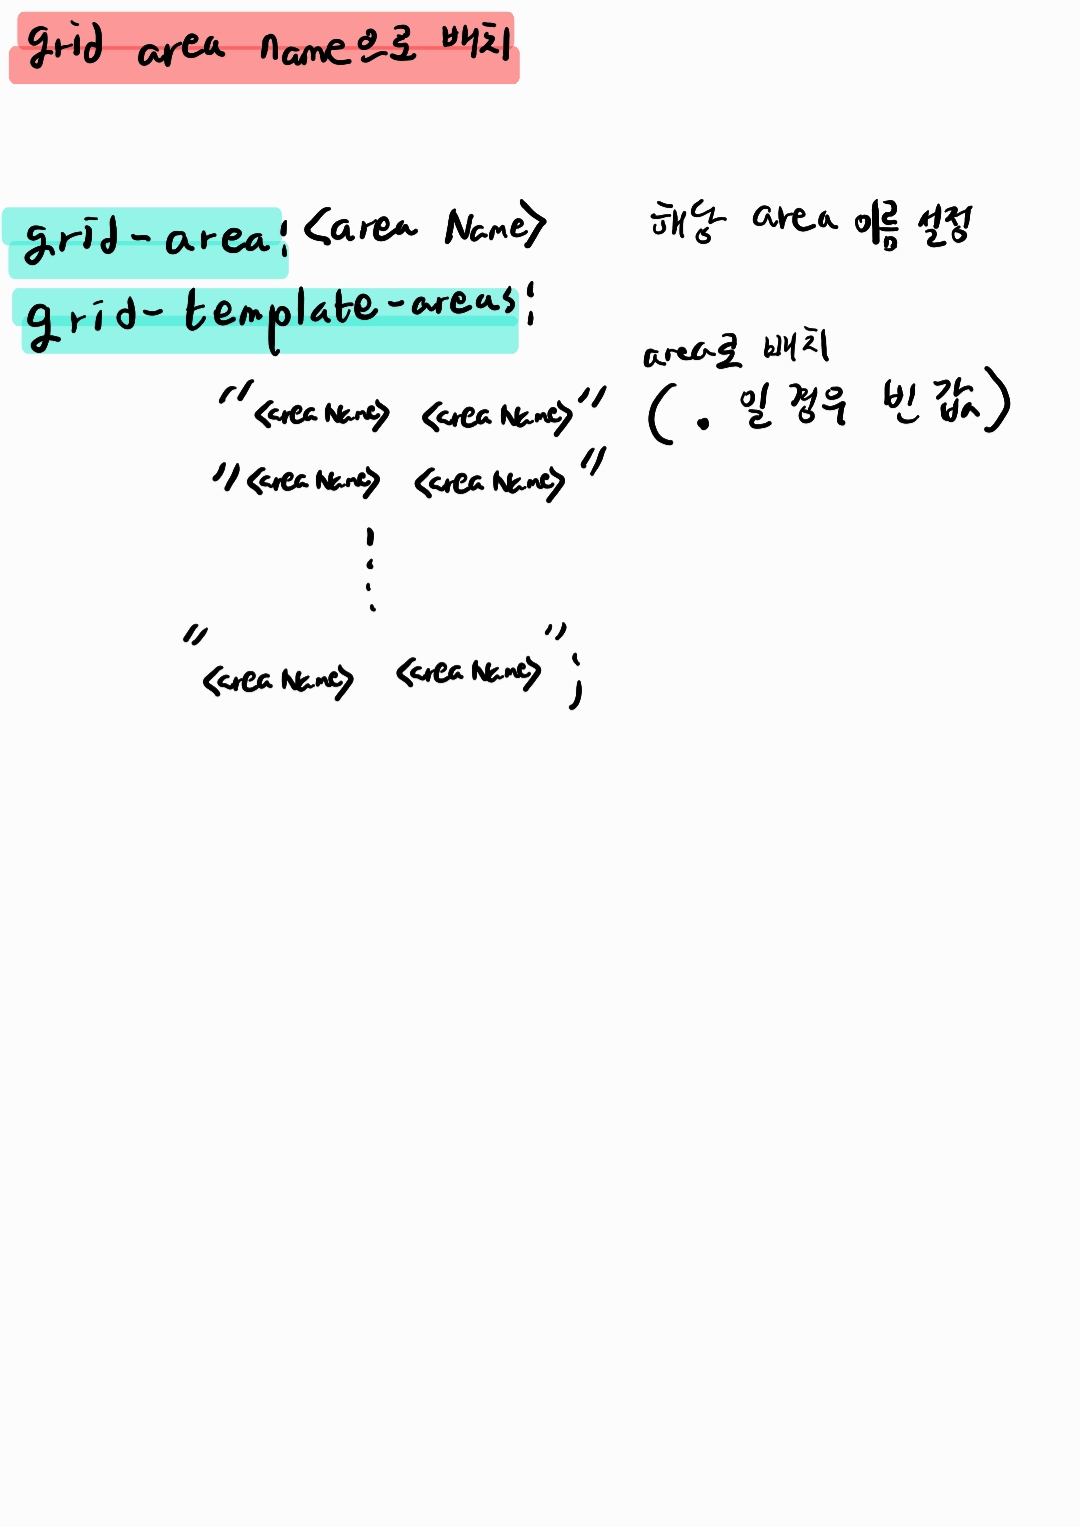 grid area name으로 배치
grid-area: <area Name> 해당 area 이름 설정
grid-template-areas:
area로 배치
"<area Name> <area Name>" (. 일 경우 빈 값)
"<area Name> <area Name>"
⋮
"<area Name> <area Name>";